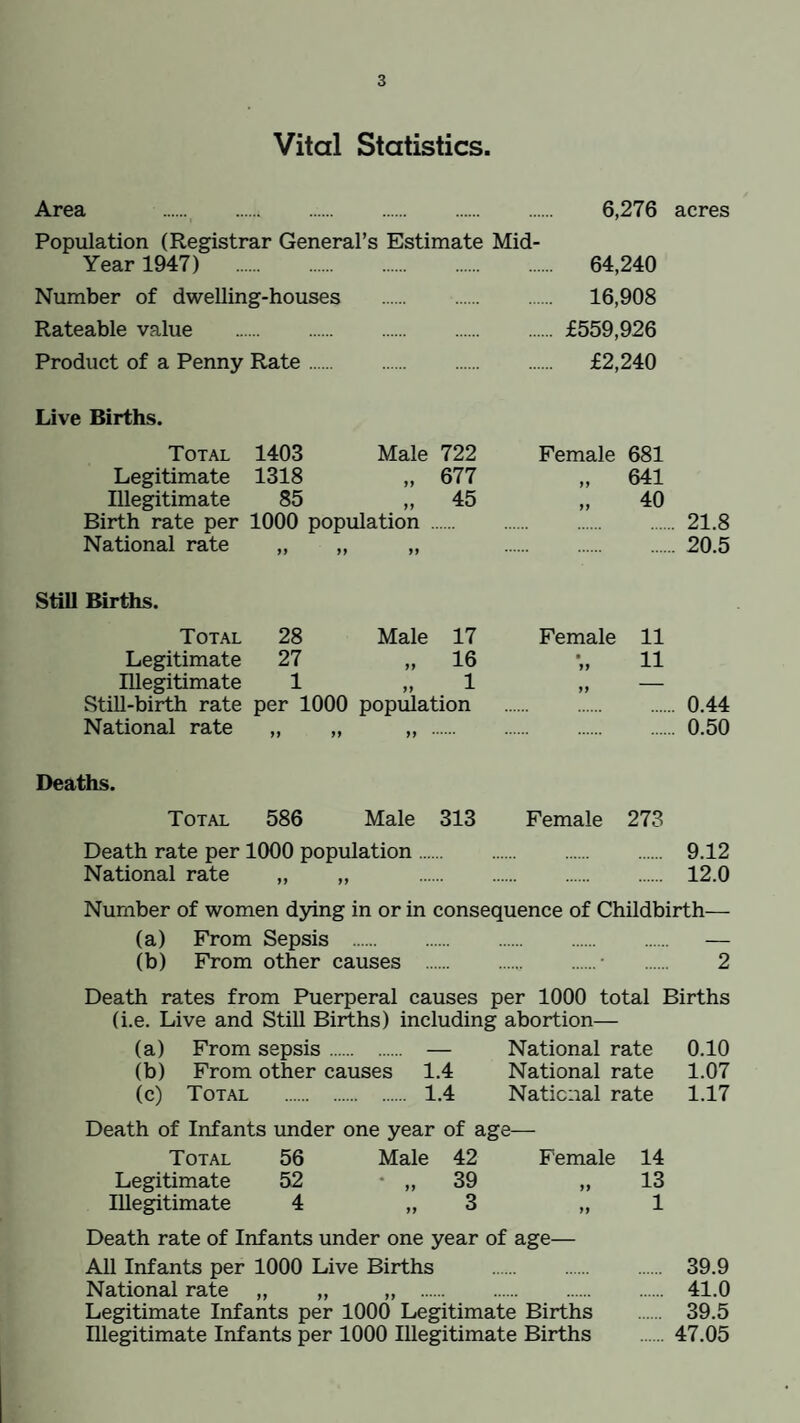 3
Vital Statistics.
Area ...... ...... ...... ...... ...... ...... 6,276 acres
Population (Registrar General's Estimate Mid-
Year 1947) ...... ...... ...... ...... ...... 64,240
Number of dwelling-houses ...... ...... ...... 16,908
Rateable value ...... ...... ...... ...... ...... £559,926
Product of a Penny Rate ...... ...... ...... ...... £2,240
Live Births.
Total 1403 Male 722 Female 681
Legitimate 1318 „ 677 „ 641
Illegitimate 85 „ 45 „ 40
Birth rate per 1000 population ...... ...... ...... ...... 21.8
National rate „ „ „ ...... ...... ...... 20.5
Still Births.
Total 28 Male 17 Female 11
Legitimate 27 „ 16 „ 11
Illegitimate 1 „ 1 „ —
Still-birth rate per 1000 population ...... ...... ...... 0.44
National rate „ „ „ ...... ...... ...... ...... 0.50
Deaths.
Total 586 Male 313 Female 273
Death rate per 1000 population ...... ...... ...... ...... 9.12
National rate „ „ ...... ...... ...... ...... 12.0
Number of women dying in or in consequence of Childbirth—
(a) From Sepsis ...... ...... ...... ...... ...... —
(b) From other causes ...... ...... ...... ...... 2
Death rates from Puerperal causes per 1000 total Births
(i.e. Live and Still Births) including abortion—
(a) From sepsis ...... ...... — National rate 0.10
(b) From other causes 1.4 National rate 1.07
(c) Total ...... ...... ...... 1.4 National rate 1.17
Death of Infants under one year of age—
Total 56 Male 42 Female 14
Legitimate 52 „ 39 „ 13
Illegitimate 4 „ 3 „ 1
Death rate of Infants under one year of age—
All Infants per 1000 Live Births ...... ...... ...... 39.9
National rate „ „ „ ...... ...... ...... ...... 41.0
Legitimate Infants per 1000 Legitimate Births ...... 39.5
Illegitimate Infants per 1000 Illegitimate Births ...... 47.05